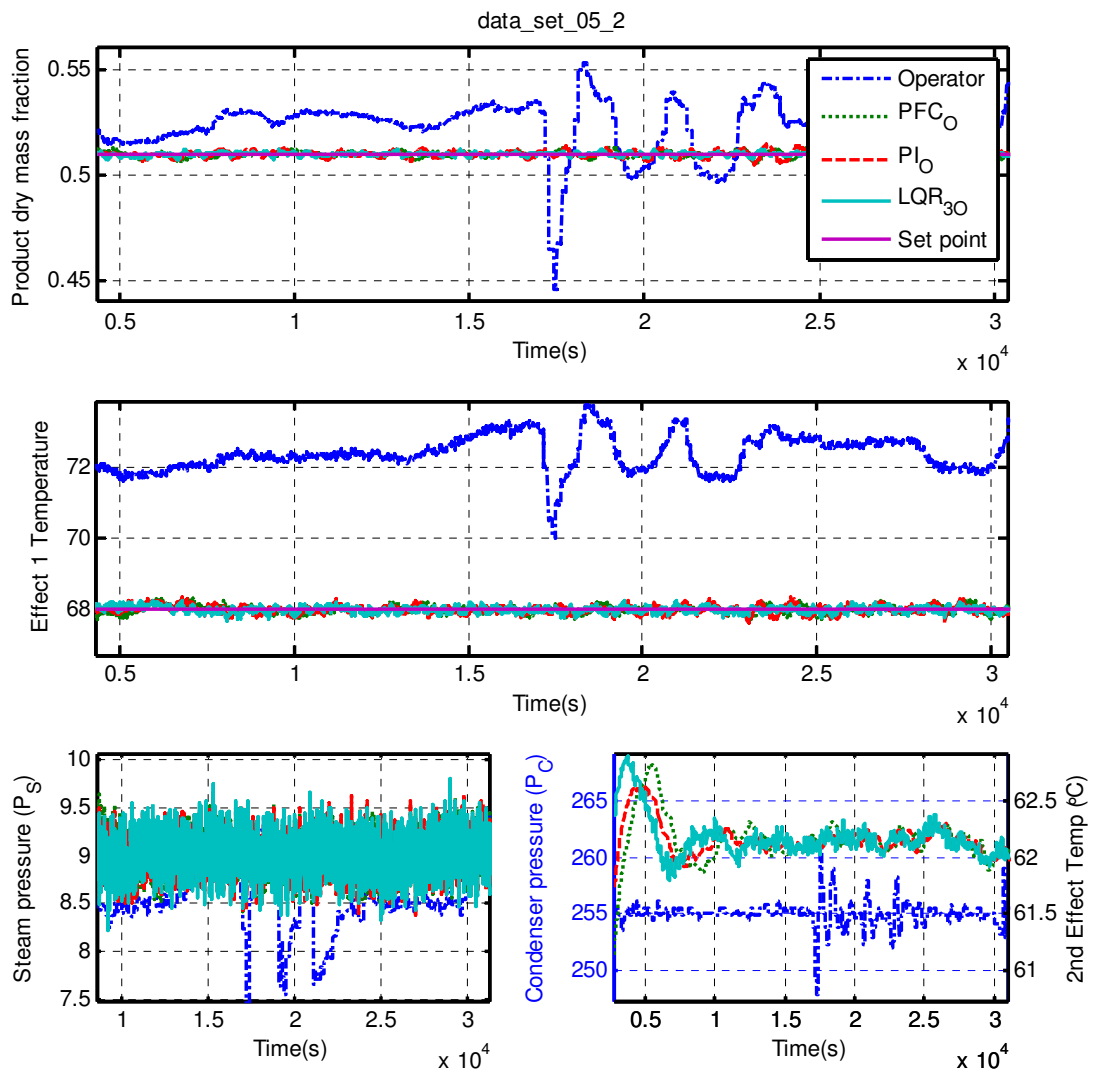 data_set_05_2
Product dry mass fraction
0.55
0.5
0.45
Operator
PFC_O
PI_O
LQR_3O
Set point
0.5 1 1.5 2 2.5 3
Time(s)
x 10^4
Effect 1 Temperature
72
70
68
0.5 1 1.5 2 2.5 3
Time(s)
x 10^4
Steam pressure (P_S)
10
9.5
9
8.5
8
7.5
1 1.5 2 2.5 3
Time(s)
x 10^4
Condenser pressure (P_C)
265
260
255
250
62.5
62
61.5
61
2nd Effect Temp (ºC)
0.5 1 1.5 2 2.5 3
Time(s)
x 10^4